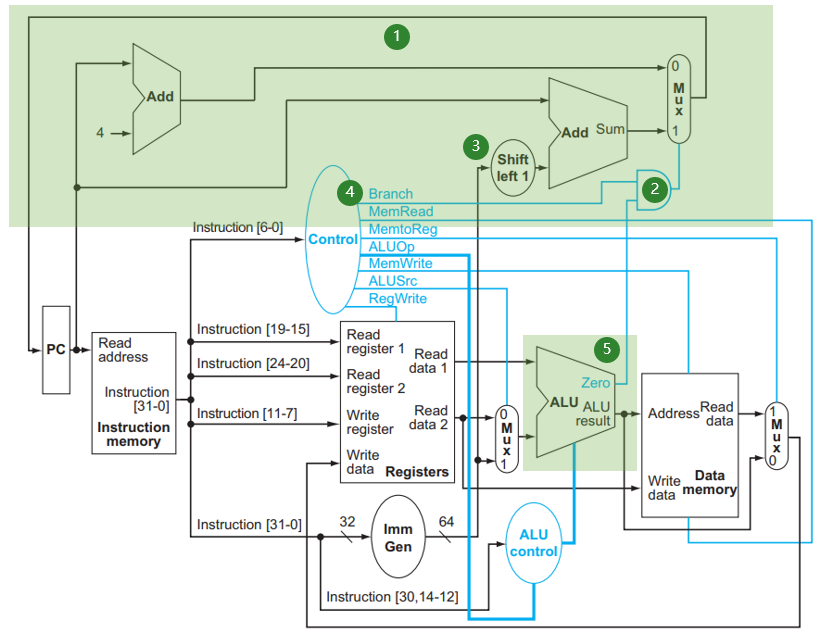 1
Add
4
0
M
u
x
1
Add Sum
3
Shift
left 1
2
4
Branch
MemRead
MemtoReg
ALUOp
MemWrite
ALUSrc
RegWrite
Control
Instruction [6-0]
PC
Read
address
Instruction
[31-0]
Instruction
memory
Instruction [19-15]
Instruction [24-20]
Instruction [11-7]
Read
register 1
Read
data 1
Read
register 2
Write
register
Read
data 2
Write
data
Registers
0
M
u
x
1
5
Zero
ALU
ALU
result
Address
Read
data
Write
data
Data
memory
1
M
u
x
0
Instruction [31-0]
32
Imm
Gen
64
ALU
control
Instruction [30,14-12]